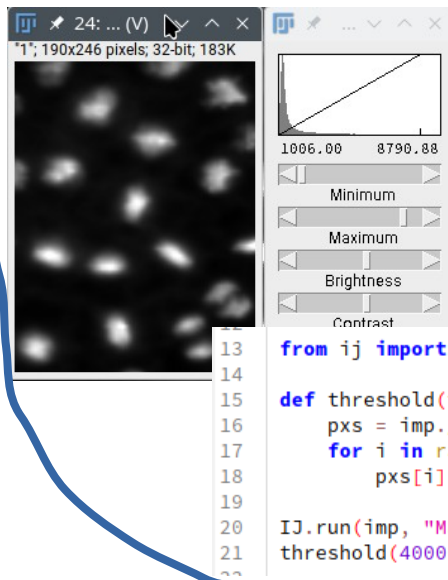 24: ... (V)
"1"; 190x246 pixels; 32-bit; 183K
...
1006.00 8790.88
Minimum
Maximum
Brightness
Contrast
13 from ij import
14
15 def threshold(
16 pxs = imp.
17 for i in r
18 pxs[i]
19
20 IJ.run(imp, "M
21 threshold(4000